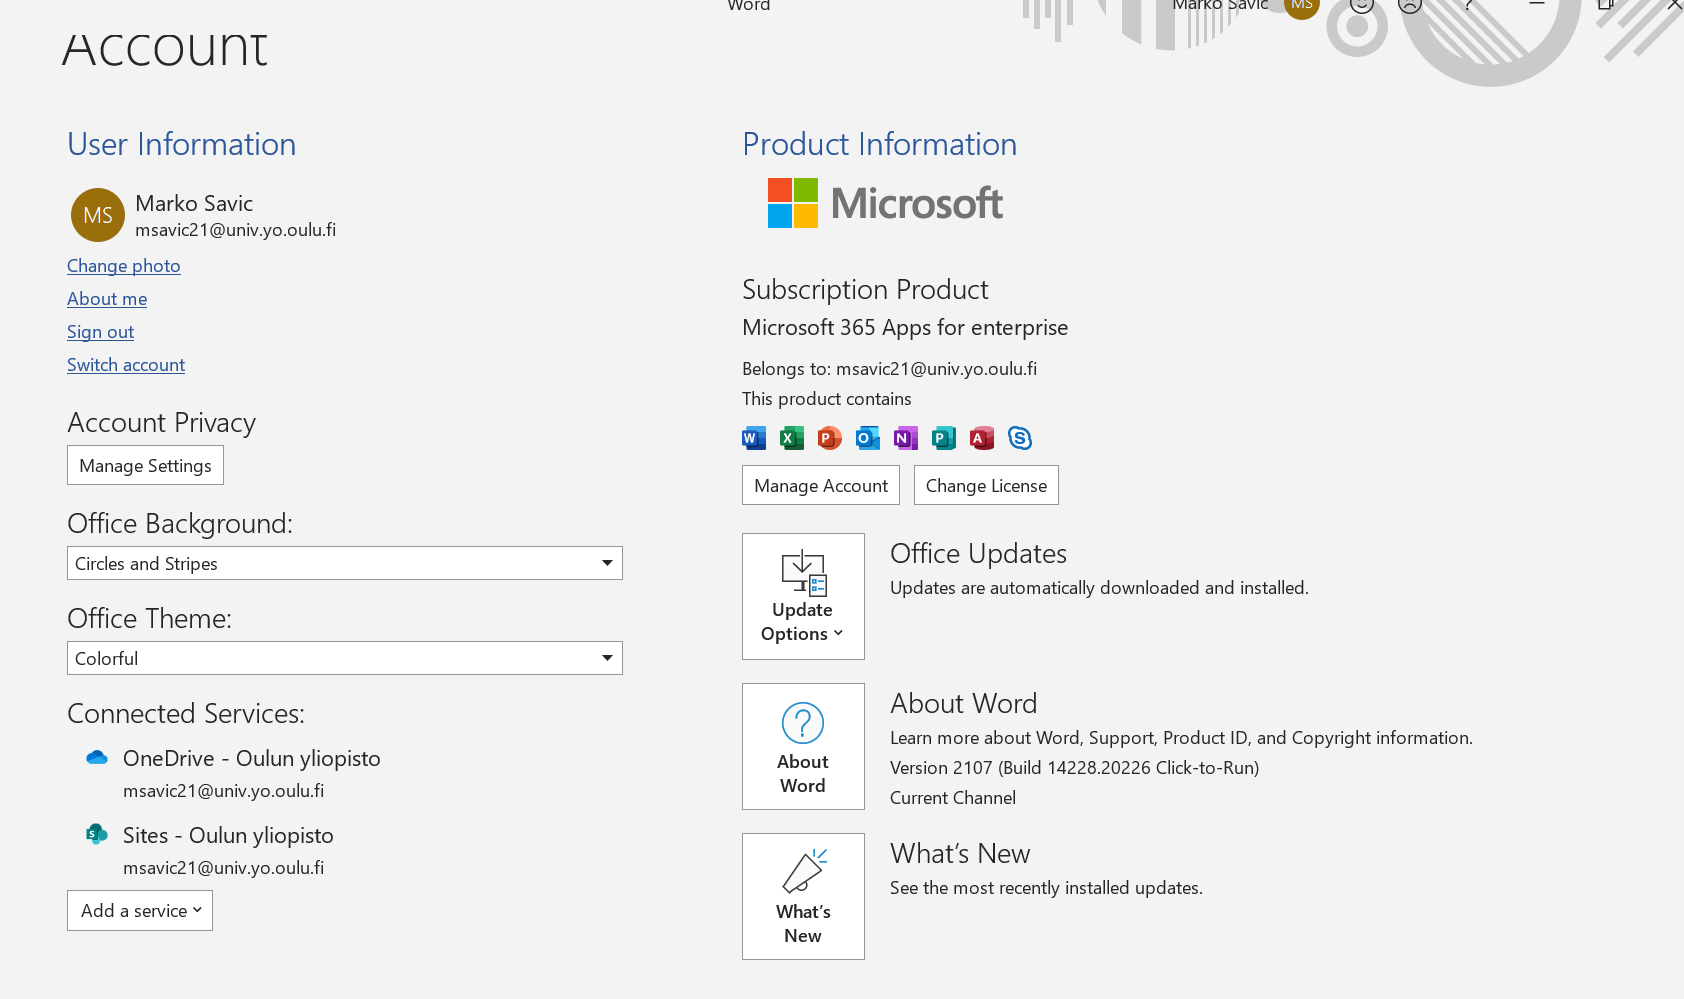 Word
Marko Savic
MS
?
Account
User Information
MS
Marko Savic
msavic21@univ.yo.oulu.fi
Change photo
About me
Sign out
Switch account
Account Privacy
Manage Settings
Office Background:
Circles and Stripes
Office Theme:
Colorful
Connected Services:
OneDrive - Oulun yliopisto
msavic21@univ.yo.oulu.fi
S
Sites - Oulun yliopisto
msavic21@univ.yo.oulu.fi
Add a service
Product Information
Microsoft
Subscription Product
Microsoft 365 Apps for enterprise
Belongs to: msavic21@univ.yo.oulu.fi
This product contains
W X P O N P A S
Manage Account
Change License
Update
Options
Office Updates
Updates are automatically downloaded and installed.
?
About
Word
About Word
Learn more about Word, Support, Product ID, and Copyright information.
Version 2107 (Build 14228.20226 Click-to-Run)
Current Channel
What's
New
What's New
See the most recently installed updates.